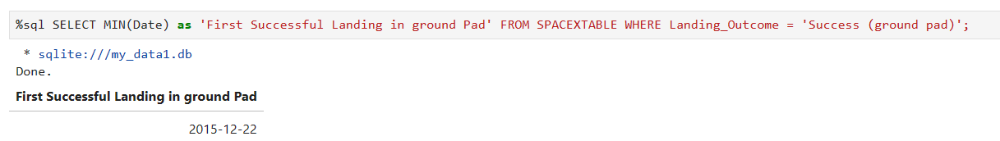 %sql SELECT MIN(Date) as 'First Successful Landing in ground Pad' FROM SPACEXTABLE WHERE Landing_Outcome = 'Success (ground pad)';
* sqlite:///my_data1.db
Done.
First Successful Landing in ground Pad
2015-12-22